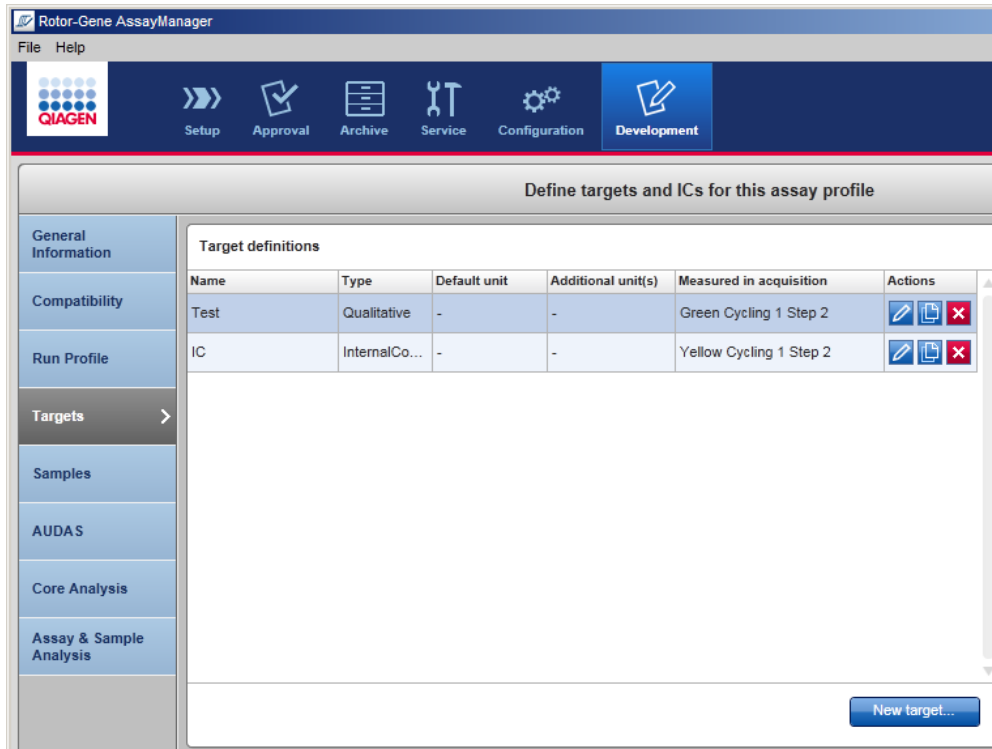 Rotor-Gene AssayManager
File Help
QIAGEN
Setup Approval Archive Service Configuration Development
Define targets and ICs for this assay profile
General
Information
Compatibility
Run Profile
Targets
Samples
AUDAS
Core Analysis
Assay & Sample
Analysis
Target definitions
Name Type Default unit Additional unit(s) Measured in acquisition Actions
Test Qualitative - - Green Cycling 1 Step 2
IC InternalCo... - - Yellow Cycling 1 Step 2
New target...